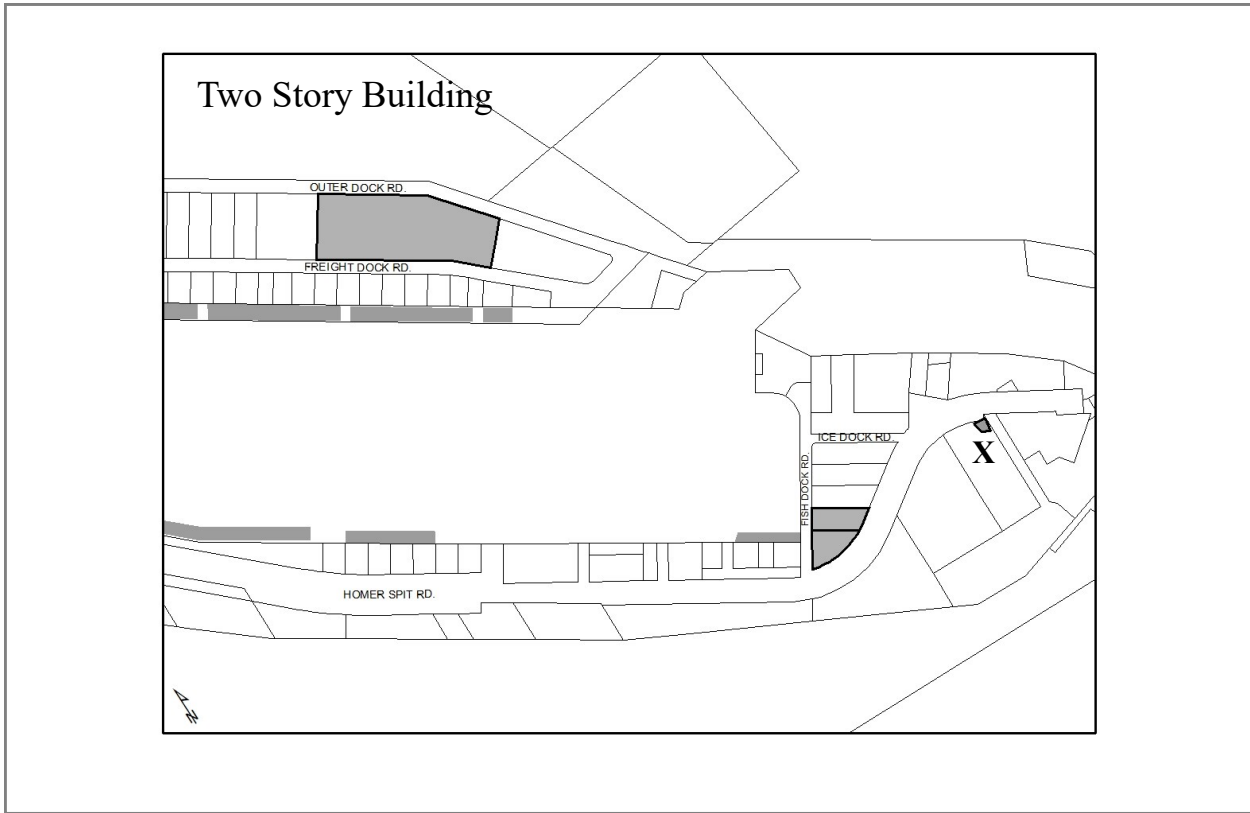 Two Story Building
OUTER DOCK RD.
FREIGHT DOCK RD.
ICE DOCK RD.
X
FISH DOCK RD.
HOMER SPIT RD.
N